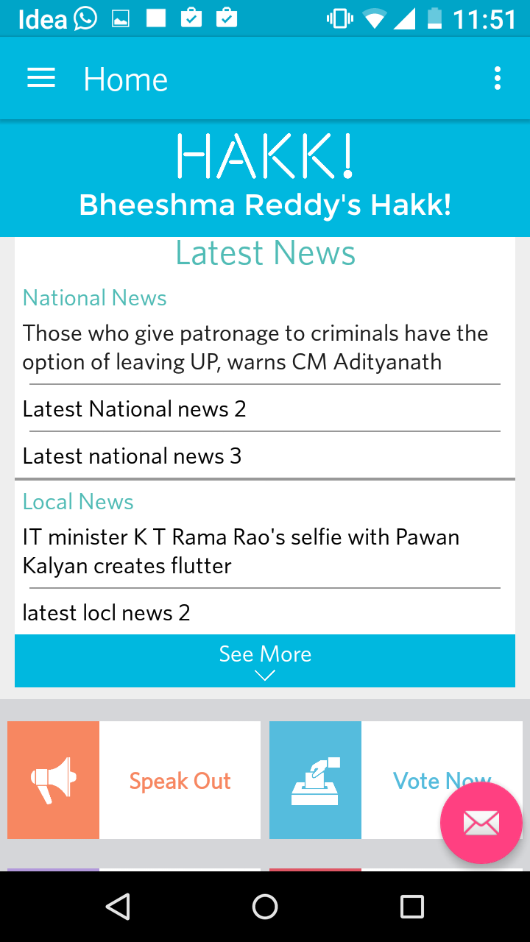 Idea 11:51
Home
HAKK!
Bheeshma Reddy's Hakk!
Latest News
National News
Those who give patronage to criminals have the
option of leaving UP, warns CM Adityanath
Latest National news 2
Latest national news 3
Local News
IT minister K T Rama Rao's selfie with Pawan
Kalyan creates flutter
latest locl news 2
See More
Speak Out
Vote Now